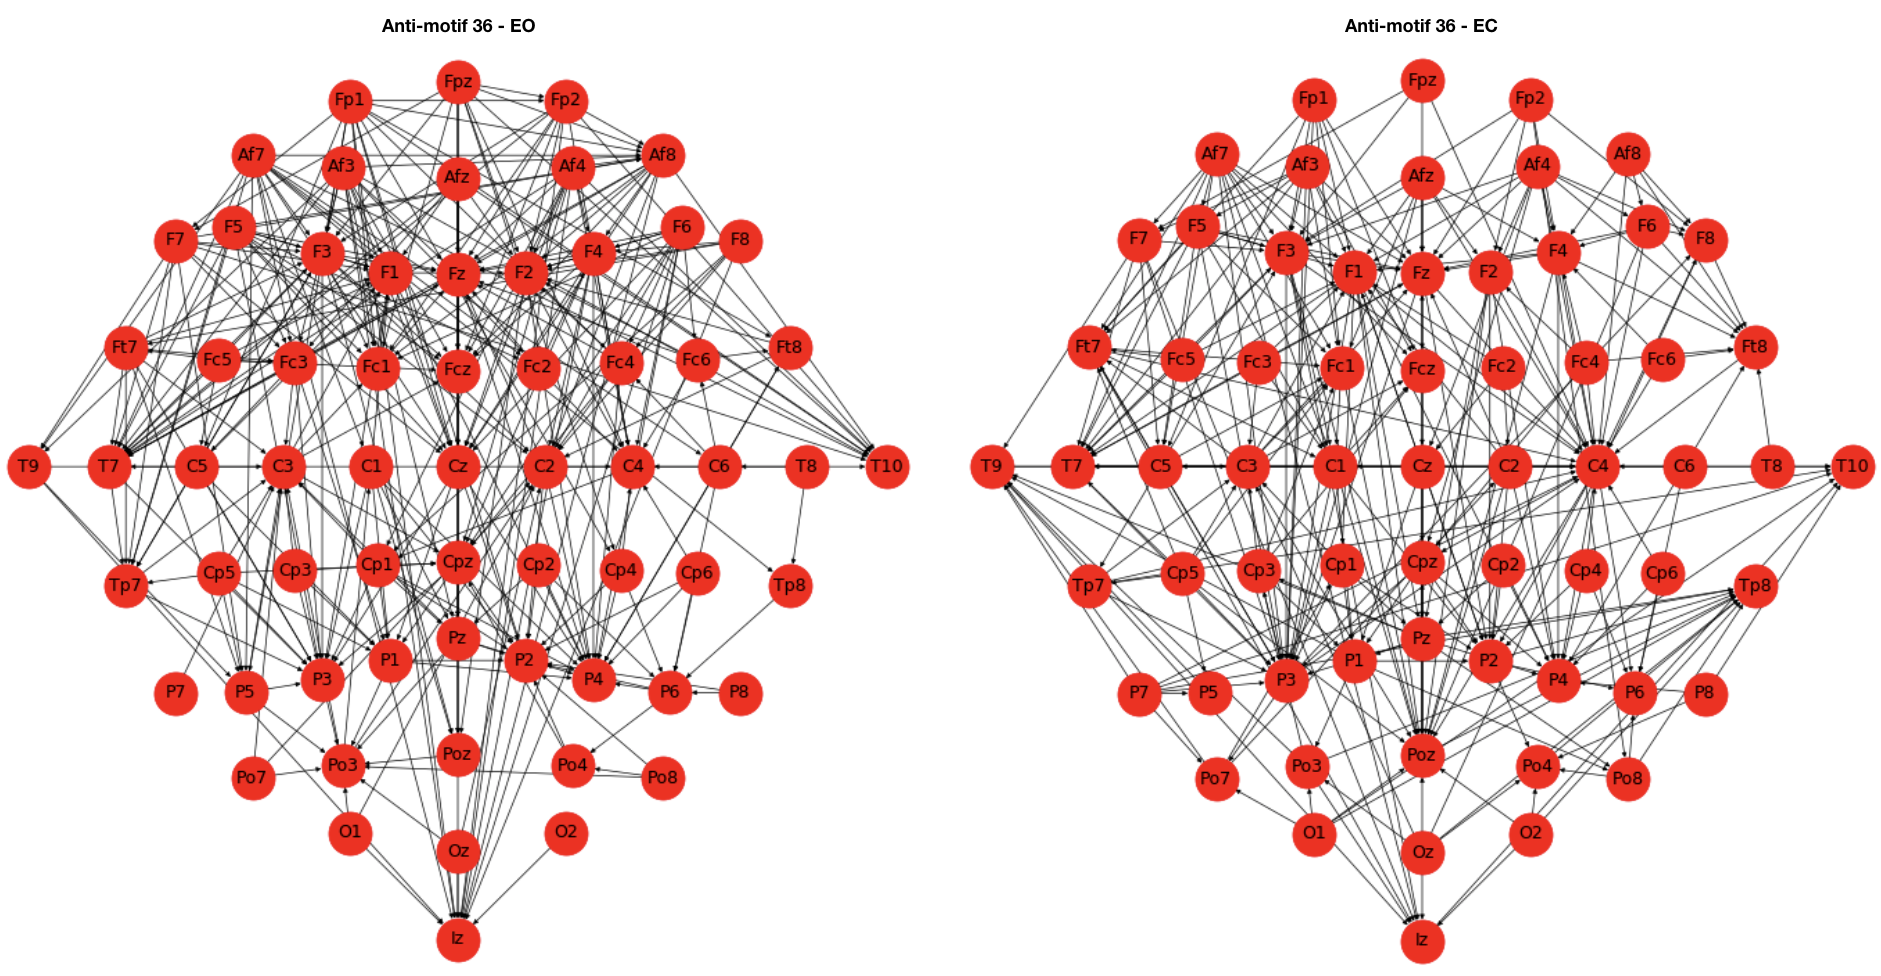 Anti-motif 36 - EO
Fpz
Fp1 Fp2
Af7 Af3 Afz Af4 Af8
F7 F5 F3 F1 Fz F2 F4 F6 F8
Ft7 Fc5 Fc3 Fc1 Fcz Fc2 Fc4 Fc6 Ft8
T9 T7 C5 C3 C1 Cz C2 C4 C6 T8 T10
Tp7 Cp5 Cp3 Cp1 Cpz Cp2 Cp4 Cp6 Tp8
P7 P5 P3 P1 Pz P2 P4 P6 P8
Po7 Po3 Poz Po4 Po8
O1 Oz O2
Iz
Anti-motif 36 - EC
Fpz
Fp1 Fp2
Af7 Af3 Afz Af4 Af8
F7 F5 F3 F1 Fz F2 F4 F6 F8
Ft7 Fc5 Fc3 Fc1 Fcz Fc2 Fc4 Fc6 Ft8
T9 T7 C5 C3 C1 Cz C2 C4 C6 T8 T10
Tp7 Cp5 Cp3 Cp1 Cpz Cp2 Cp4 Cp6 Tp8
P7 P5 P3 P1 Pz P2 P4 P6 P8
Po7 Po3 Poz Po4 Po8
O1 Oz O2
Iz